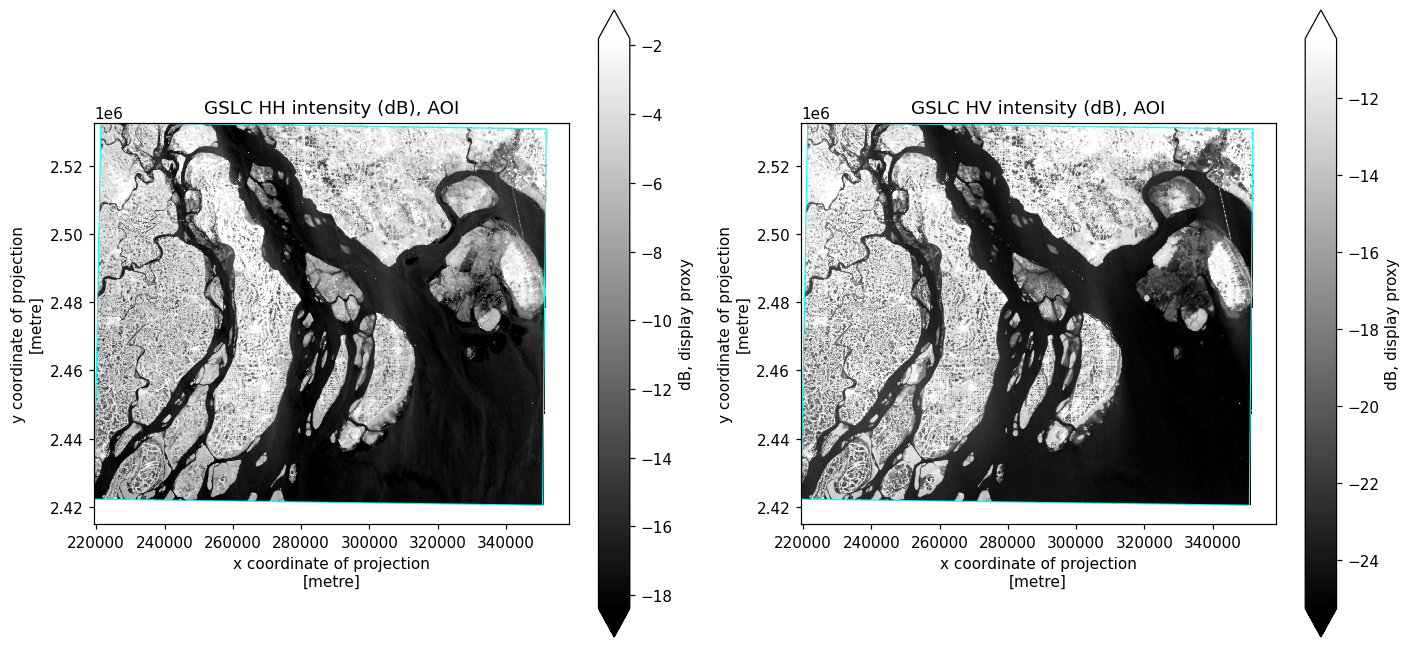 GSLC HH intensity (dB), AOI
1e6
2.52
2.50
2.48
2.46
2.44
2.42
y coordinate of projection
[metre]
220000 240000 260000 280000 300000 320000 340000
x coordinate of projection
[metre]
−2
−4
−6
−8
−10
−12
−14
−16
−18
dB, display proxy
GSLC HV intensity (dB), AOI
1e6
2.52
2.50
2.48
2.46
2.44
2.42
y coordinate of projection
[metre]
220000 240000 260000 280000 300000 320000 340000
x coordinate of projection
[metre]
−12
−14
−16
−18
−20
−22
−24
dB, display proxy